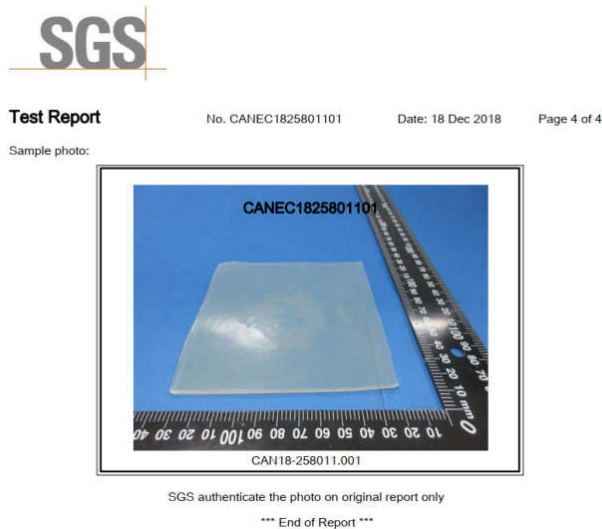 SGS
Test Report No. CANEC1825801101 Date: 18 Dec 2018 Page 4 of 4
Sample photo:
CANEC1825801101
CAN18-258011.001
SGS authenticate the photo on original report only
*** End of Report ***